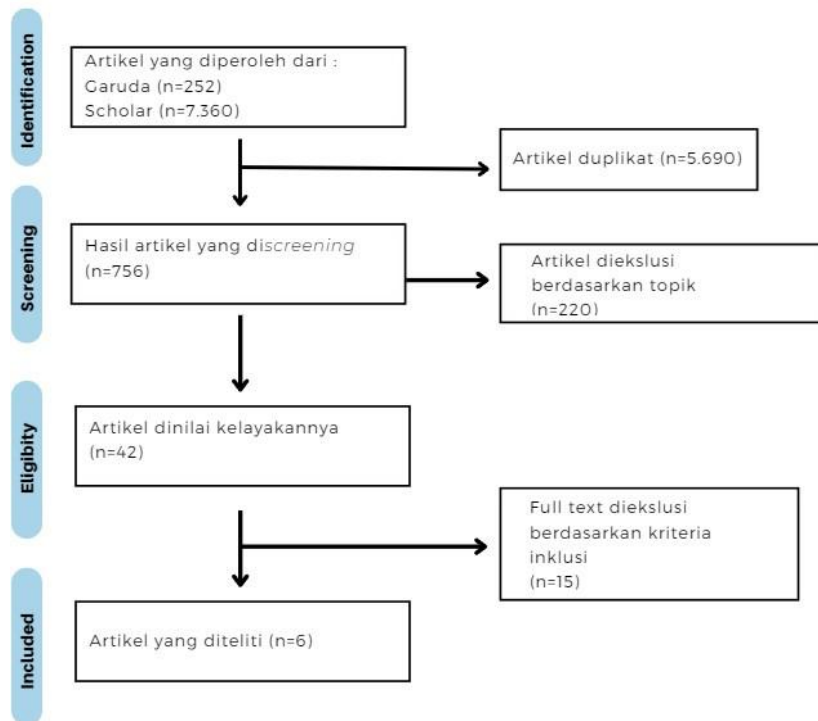 Identification
Artikel yang diperoleh dari :
Garuda (n=252)
Scholar (n=7.360)
Artikel duplikat (n=5.690)
Screening
Hasil artikel yang discreening
(n=756)
Artikel diekslusi
berdasarkan topik
(n=220)
Eligibity
Artikel dinilai kelayakannya
(n=42)
Full text diekslusi
berdasarkan kriteria
inklusi
(n=15)
Included
Artikel yang diteliti (n=6)